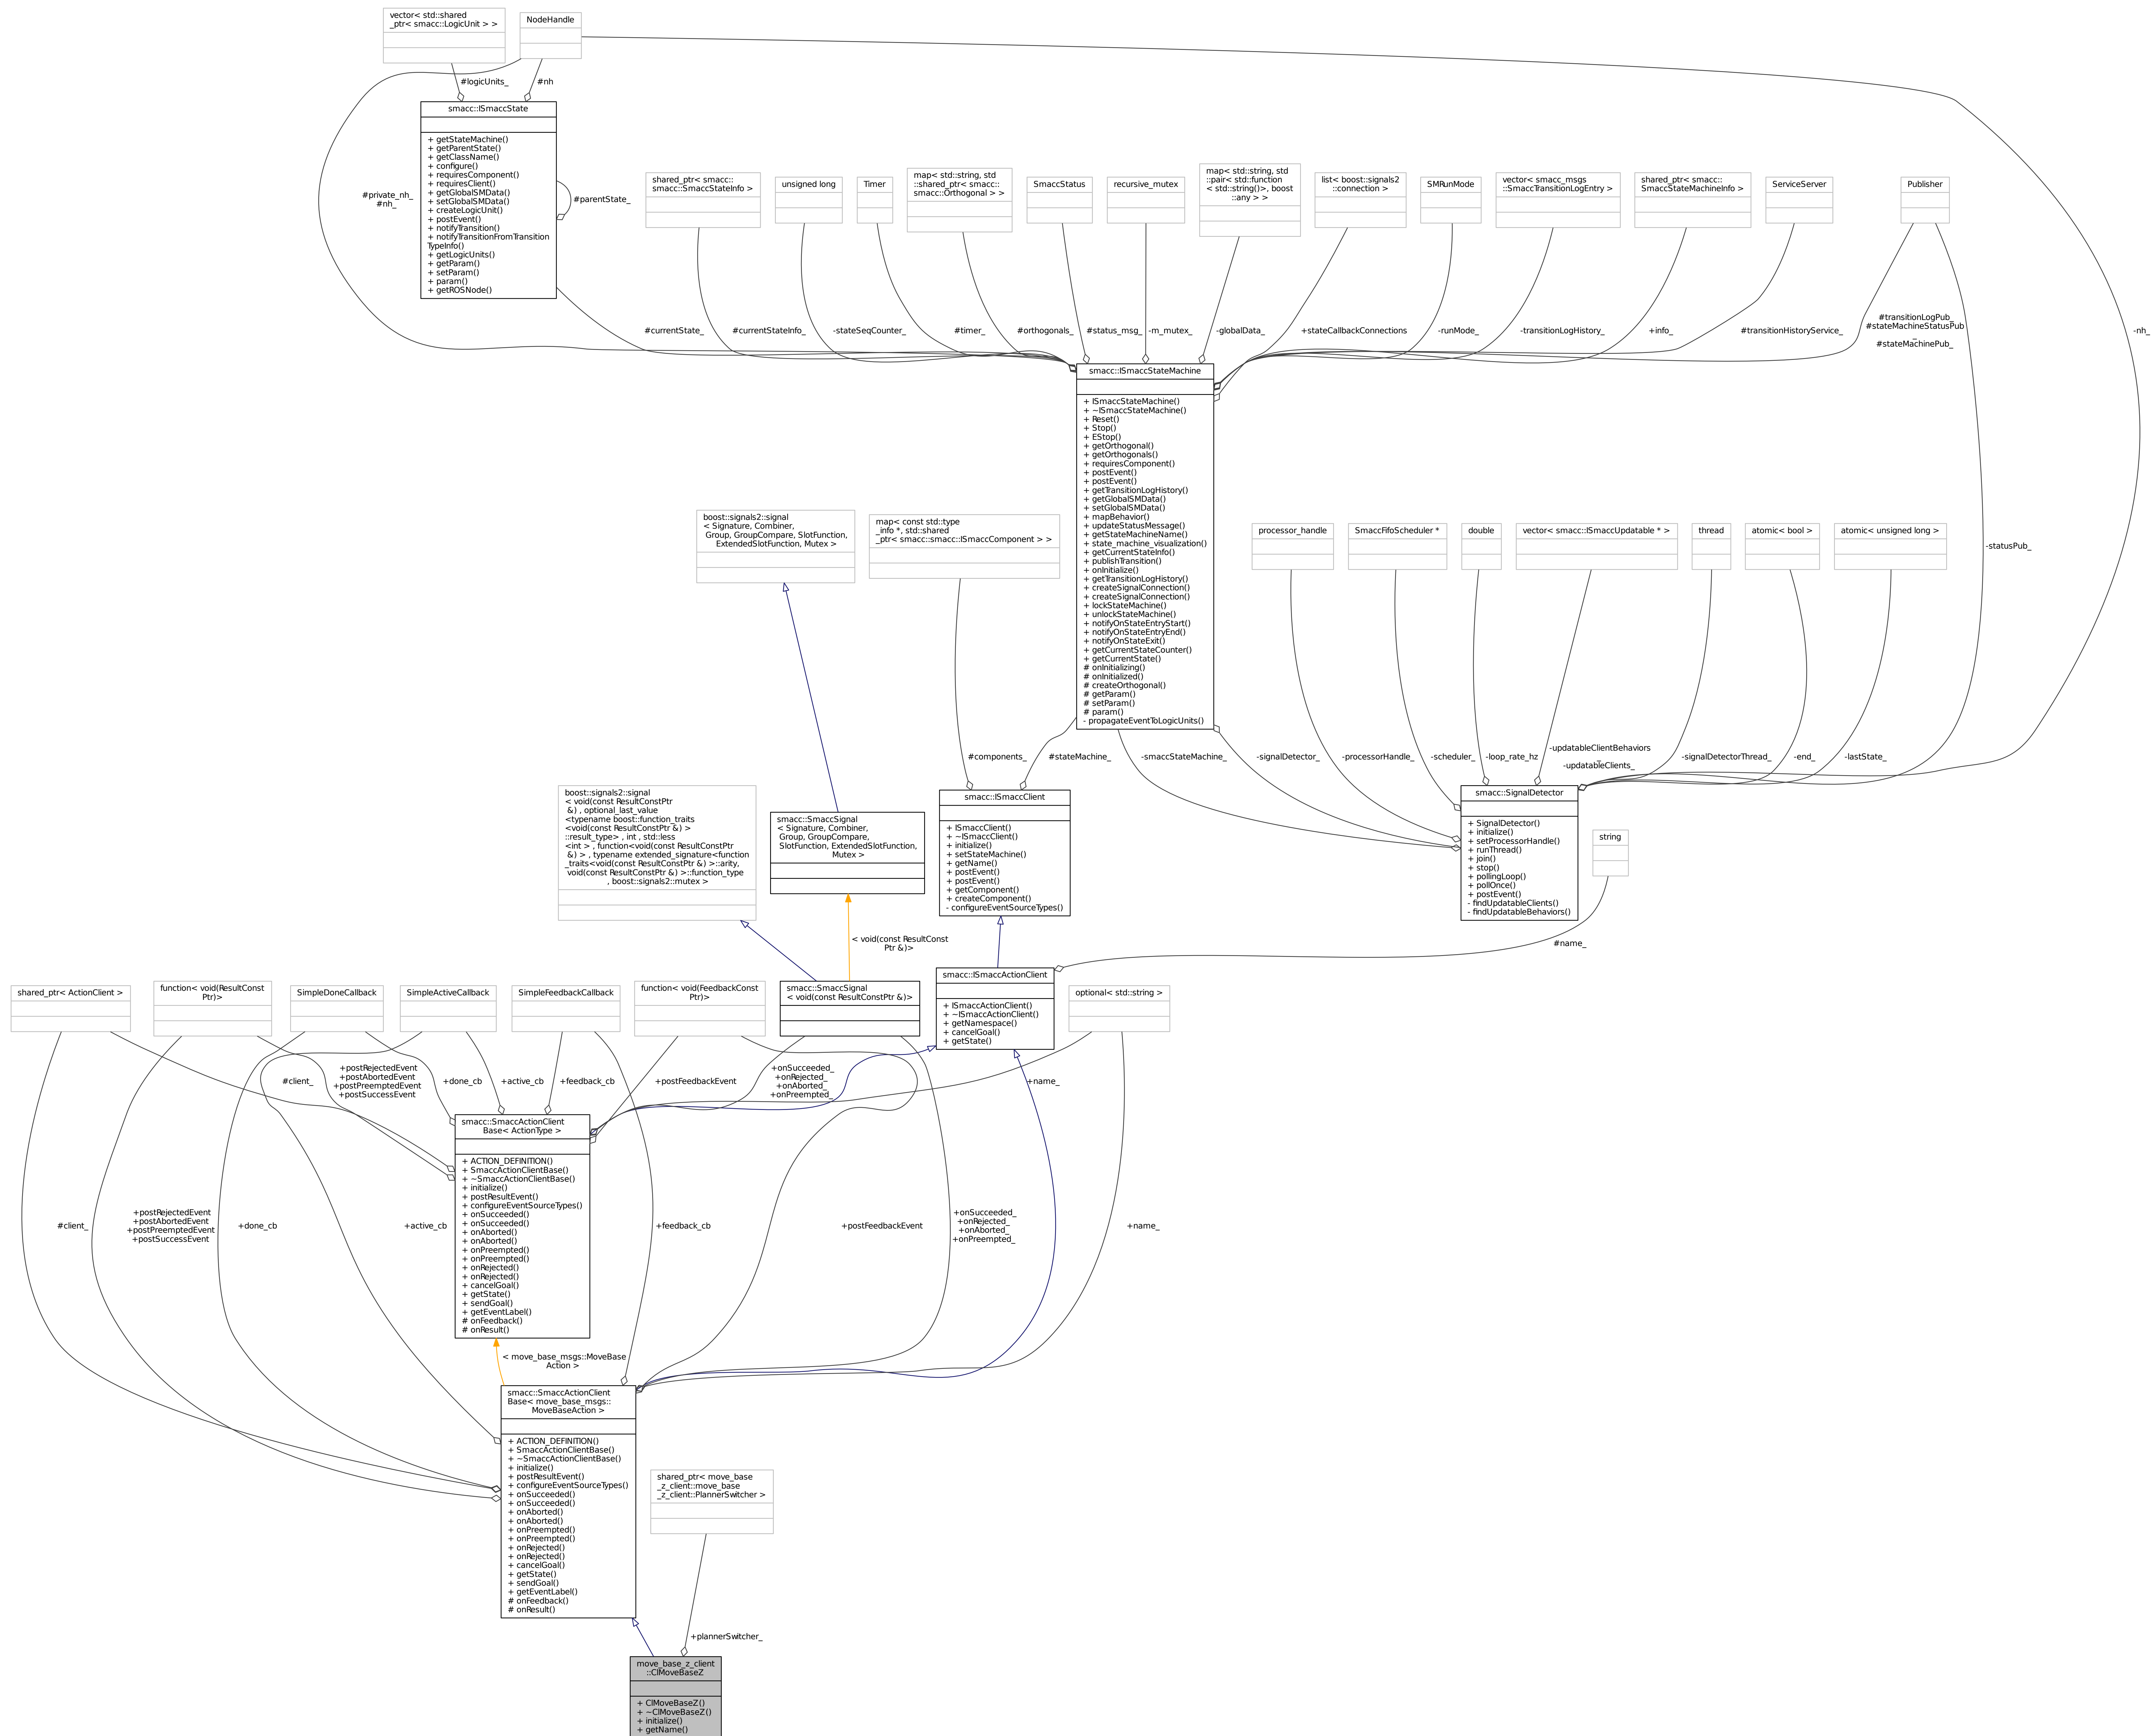 vector< std::shared
_ptr< smacc::LogicUnit > >
NodeHandle
#logicUnits_
#nh
smacc::ISmaccState
+ getStateMachine()
+ getParentState()
+ getClassName()
+ configure()
+ requiresComponent()
+ requiresClient()
+ getGlobalSMData()
+ setGlobalSMData()
+ createLogicUnit()
+ postEvent()
+ notifyTransition()
+ notifyTransitionFromTransition
TypeInfo()
+ getLogicUnits()
+ getParam()
+ setParam()
+ param()
+ getROSNode()
#private_nh_
#nh_
#parentState_
shared_ptr< smacc::
smacc::SmaccStateInfo >
unsigned long
Timer
map< std::string, std
::shared_ptr< smacc::
smacc::Orthogonal > >
SmaccStatus
recursive_mutex
map< std::string, std
::pair< std::function
< std::string()>, boost
::any > >
list< boost::signals2
::connection >
SMRunMode
vector< smacc_msgs
::SmaccTransitionLogEntry >
shared_ptr< smacc::
SmaccStateMachineInfo >
ServiceServer
Publisher
#currentState_
#currentStateInfo_
-stateSeqCounter_
#timer_
#orthogonals_
#status_msg_
-m_mutex_
-globalData_
+stateCallbackConnections
-runMode_
-transitionLogHistory_
+info_
#transitionHistoryService_
#transitionLogPub_
#stateMachineStatusPub
_
#stateMachinePub_
-nh_
smacc::ISmaccStateMachine
+ ISmaccStateMachine()
+ ~ISmaccStateMachine()
+ Reset()
+ Stop()
+ EStop()
+ getOrthogonal()
+ getOrthogonals()
+ requiresComponent()
+ postEvent()
+ postEvent()
+ getTransitionLogHistory()
+ getGlobalSMData()
+ setGlobalSMData()
+ mapBehavior()
+ updateStatusMessage()
+ getStateMachineName()
+ state_machine_visualization()
+ getCurrentStateInfo()
+ publishTransition()
+ onInitialize()
+ getTransitionLogHistory()
+ createSignalConnection()
+ createSignalConnection()
+ lockStateMachine()
+ unlockStateMachine()
+ notifyOnStateEntryStart()
+ notifyOnStateEntryEnd()
+ notifyOnStateExit()
+ getCurrentStateCounter()
+ getCurrentState()
# onInitializing()
# onInitialized()
# createOrthogonal()
# getParam()
# setParam()
# param()
- propagateEventToLogicUnits()
boost::signals2::signal
< Signature, Combiner,
Group, GroupCompare, SlotFunction,
ExtendedSlotFunction, Mutex >
map< const std::type
_info *, std::shared
_ptr< smacc::smacc::ISmaccComponent > >
processor_handle
SmaccFifoScheduler *
double
vector< smacc::ISmaccUpdatable * >
thread
atomic< bool >
atomic< unsigned long >
-statusPub_
#components_
#stateMachine_
-smaccStateMachine_
-signalDetector_
-processorHandle_
-scheduler_
-loop_rate_hz
-updatableClientBehaviors
_
-updatableClients_
-signalDetectorThread_
-end_
-lastState_
boost::signals2::signal
< void(const ResultConstPtr
&) , optional_last_value
<typename boost::function_traits
<void(const ResultConstPtr &) >
::result_type> , int , std::less
<int > , function<void(const ResultConstPtr
&) > , typename extended_signature<function
_traits<void(const ResultConstPtr &) >::arity,
void(const ResultConstPtr &) >::function_type
, boost::signals2::mutex >
smacc::SmaccSignal
< Signature, Combiner,
Group, GroupCompare,
SlotFunction, ExtendedSlotFunction,
Mutex >
smacc::ISmaccClient
+ ISmaccClient()
+ ~ISmaccClient()
+ initialize()
+ setStateMachine()
+ getName()
+ postEvent()
+ postEvent()
+ getComponent()
+ createComponent()
- configureEventSourceTypes()
smacc::SignalDetector
+ SignalDetector()
+ initialize()
+ setProcessorHandle()
+ runThread()
+ join()
+ stop()
+ pollingLoop()
+ pollOnce()
+ postEvent()
- findUpdatableClients()
- findUpdatableBehaviors()
string
< void(const ResultConst
Ptr &)>
#name_
shared_ptr< ActionClient >
function< void(ResultConst
Ptr)>
SimpleDoneCallback
SimpleActiveCallback
SimpleFeedbackCallback
function< void(FeedbackConst
Ptr)>
smacc::SmaccSignal
< void(const ResultConstPtr &)>
smacc::ISmaccActionClient
+ ISmaccActionClient()
+ ~ISmaccActionClient()
+ getNamespace()
+ cancelGoal()
+ getState()
optional< std::string >
#client_
+postRejectedEvent
+postAbortedEvent
+postPreemptedEvent
+postSuccessEvent
+done_cb
+active_cb
+feedback_cb
+postFeedbackEvent
+onSucceeded_
+onRejected_
+onAborted_
+onPreempted_
+name_
smacc::SmaccActionClient
Base< ActionType >
+ ACTION_DEFINITION()
+ SmaccActionClientBase()
+ ~SmaccActionClientBase()
+ initialize()
+ postResultEvent()
+ configureEventSourceTypes()
+ onSucceeded()
+ onSucceeded()
+ onAborted()
+ onAborted()
+ onPreempted()
+ onPreempted()
+ onRejected()
+ onRejected()
+ cancelGoal()
+ getState()
+ sendGoal()
+ getEventLabel()
# onFeedback()
# onResult()
#client_
+postRejectedEvent
+postAbortedEvent
+postPreemptedEvent
+postSuccessEvent
+done_cb
+active_cb
+feedback_cb
+postFeedbackEvent
+onSucceeded_
+onRejected_
+onAborted_
+onPreempted_
+name_
< move_base_msgs::MoveBase
Action >
smacc::SmaccActionClient
Base< move_base_msgs::
MoveBaseAction >
+ ACTION_DEFINITION()
+ SmaccActionClientBase()
+ ~SmaccActionClientBase()
+ initialize()
+ postResultEvent()
+ configureEventSourceTypes()
+ onSucceeded()
+ onSucceeded()
+ onAborted()
+ onAborted()
+ onPreempted()
+ onPreempted()
+ onRejected()
+ onRejected()
+ cancelGoal()
+ getState()
+ sendGoal()
+ getEventLabel()
# onFeedback()
# onResult()
shared_ptr< move_base
_z_client::move_base
_z_client::PlannerSwitcher >
+plannerSwitcher_
move_base_z_client
::ClMoveBaseZ
+ ClMoveBaseZ()
+ ~ClMoveBaseZ()
+ initialize()
+ getName()